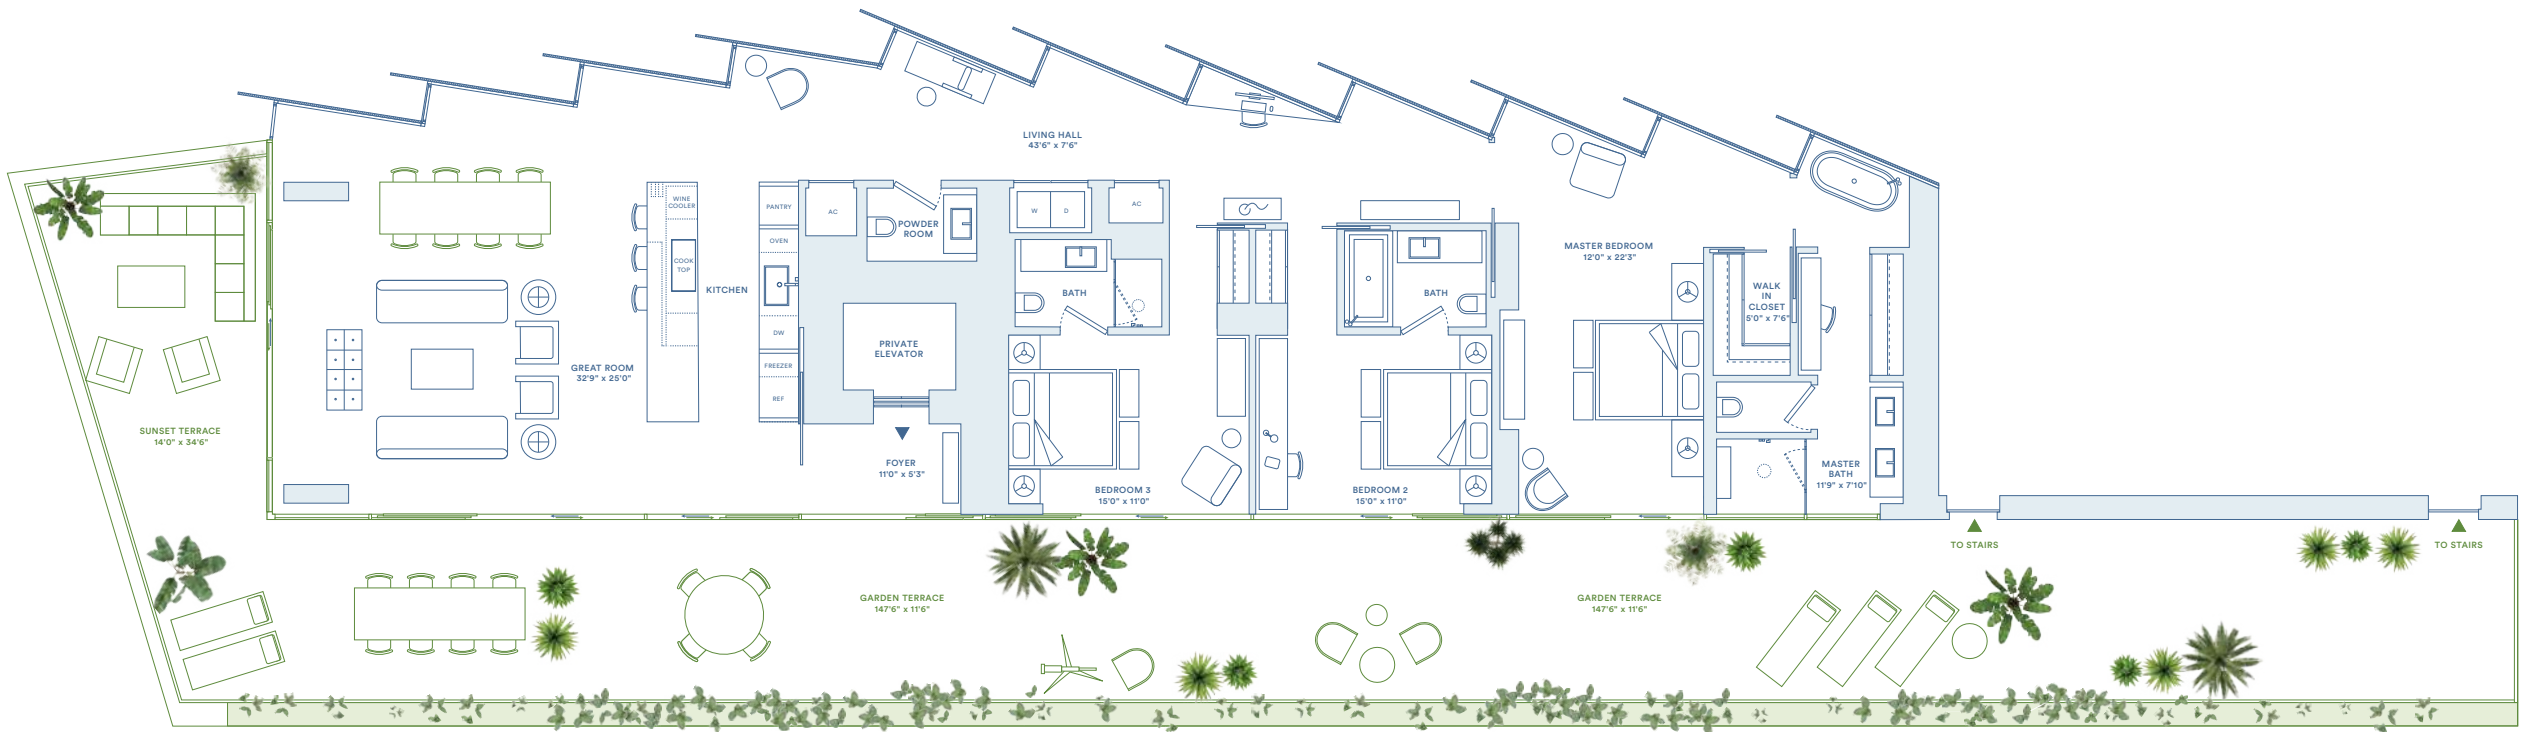 LIVING HALL
43'6" x 7'6"
WINE
COOLER
COOK
TOP
KITCHEN
PANTRY
OVEN
DW
FREEZER
REF
AC
POWDER
ROOM
W
D
AC
BATH
PRIVATE
ELEVATOR
GREAT ROOM
32'9" x 25'0"
SUNSET TERRACE
14'0" x 34'6"
FOYER
11'0" x 5'3"
BEDROOM 3
15'0" x 11'0"
BATH
BEDROOM 2
15'0" x 11'0"
MASTER BEDROOM
12'0" x 22'3"
WALK
IN
CLOSET
5'0" x 7'6"
MASTER
BATH
11'9" x 7'10"
TO STAIRS
TO STAIRS
GARDEN TERRACE
147'6" x 11'6"
GARDEN TERRACE
147'6" x 11'6"